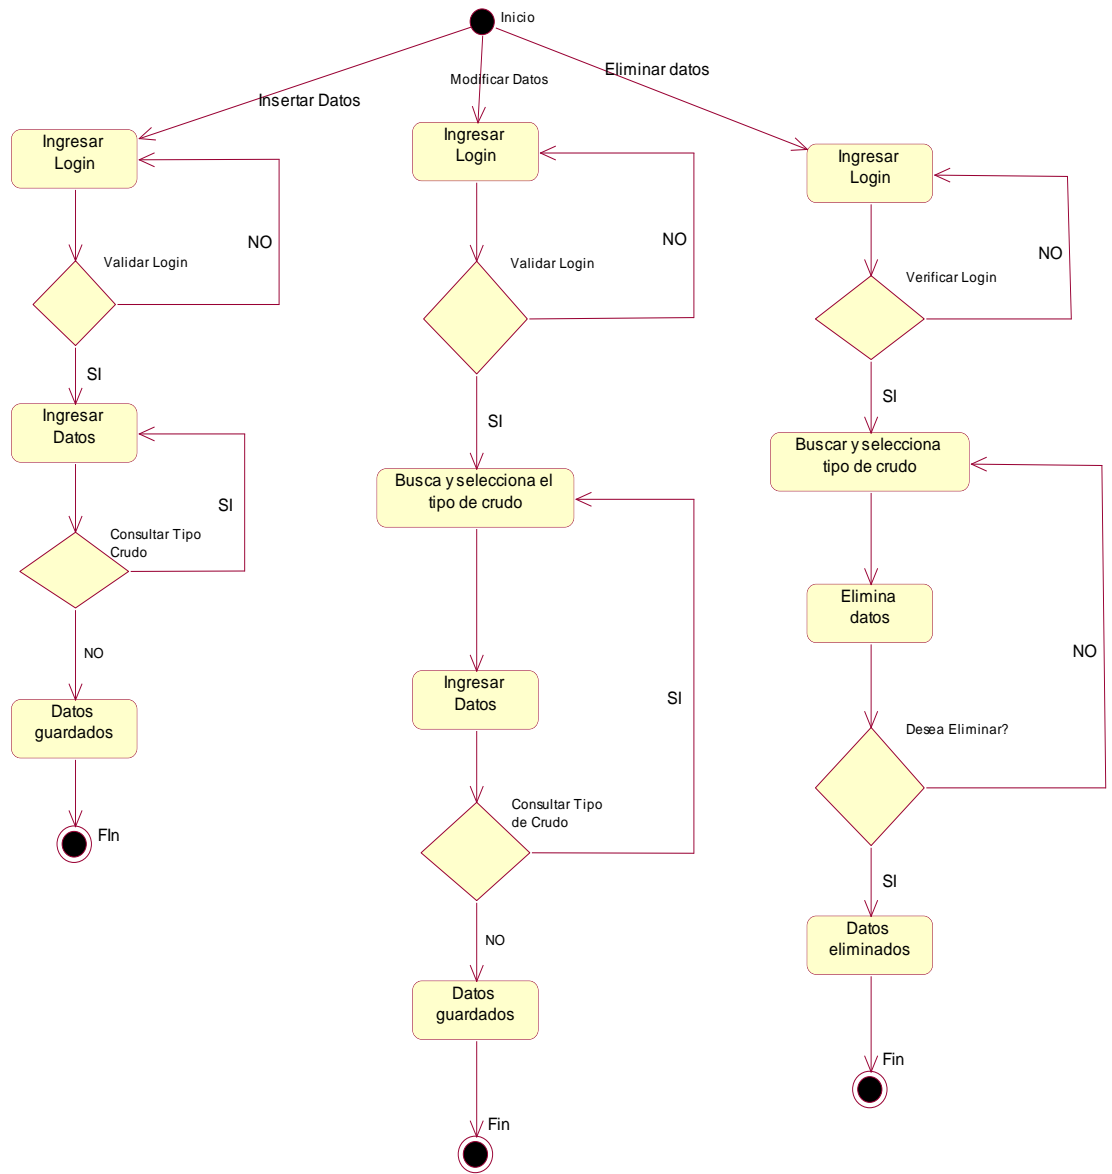 Inicio
Insertar Datos
Modificar Datos
Eliminar datos
Ingresar
Login
NO
Validar Login
SI
Ingresar
Datos
SI
Consultar Tipo
Crudo
NO
Datos
guardados
FIn
Ingresar
Login
NO
Validar Login
SI
Busca y selecciona el
tipo de crudo
Ingresar
Datos
SI
Consultar Tipo
de Crudo
NO
Datos
guardados
Fin
Ingresar
Login
NO
Verificar Login
SI
Buscar y selecciona
tipo de crudo
Elimina
datos
NO
Desea Eliminar?
SI
Datos
eliminados
Fin